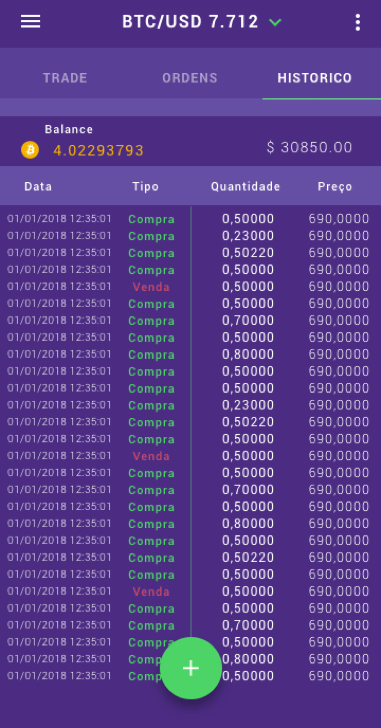 BTC/USD 7.712
TRADE ORDENS HISTORICO
Balance
4.02293793 $ 30850.00
Data Tipo Quantidade Preço
01/01/2018 12:35:01 Compra 0,50000 690,0000
01/01/2018 12:35:01 Compra 0,23000 690,0000
01/01/2018 12:35:01 Compra 0,50220 690,0000
01/01/2018 12:35:01 Compra 0,50000 690,0000
01/01/2018 12:35:01 Venda 0,50000 690,0000
01/01/2018 12:35:01 Compra 0,50000 690,0000
01/01/2018 12:35:01 Compra 0,70000 690,0000
01/01/2018 12:35:01 Compra 0,50000 690,0000
01/01/2018 12:35:01 Compra 0,80000 690,0000
01/01/2018 12:35:01 Compra 0,50000 690,0000
01/01/2018 12:35:01 Compra 0,50000 690,0000
01/01/2018 12:35:01 Compra 0,23000 690,0000
01/01/2018 12:35:01 Compra 0,50220 690,0000
01/01/2018 12:35:01 Compra 0,50000 690,0000
01/01/2018 12:35:01 Venda 0,50000 690,0000
01/01/2018 12:35:01 Compra 0,50000 690,0000
01/01/2018 12:35:01 Compra 0,70000 690,0000
01/01/2018 12:35:01 Compra 0,50000 690,0000
01/01/2018 12:35:01 Compra 0,80000 690,0000
01/01/2018 12:35:01 Compra 0,50000 690,0000
01/01/2018 12:35:01 Compra 0,50220 690,0000
01/01/2018 12:35:01 Compra 0,50000 690,0000
01/01/2018 12:35:01 Venda 0,50000 690,0000
01/01/2018 12:35:01 Compra 0,50000 690,0000
01/01/2018 12:35:01 Compra 0,70000 690,0000
01/01/2018 12:35:01 Compra 0,50000 690,0000
01/01/2018 12:35:01 Comp 0,80000 690,0000
01/01/2018 12:35:01 Comp 0,50000 690,0000